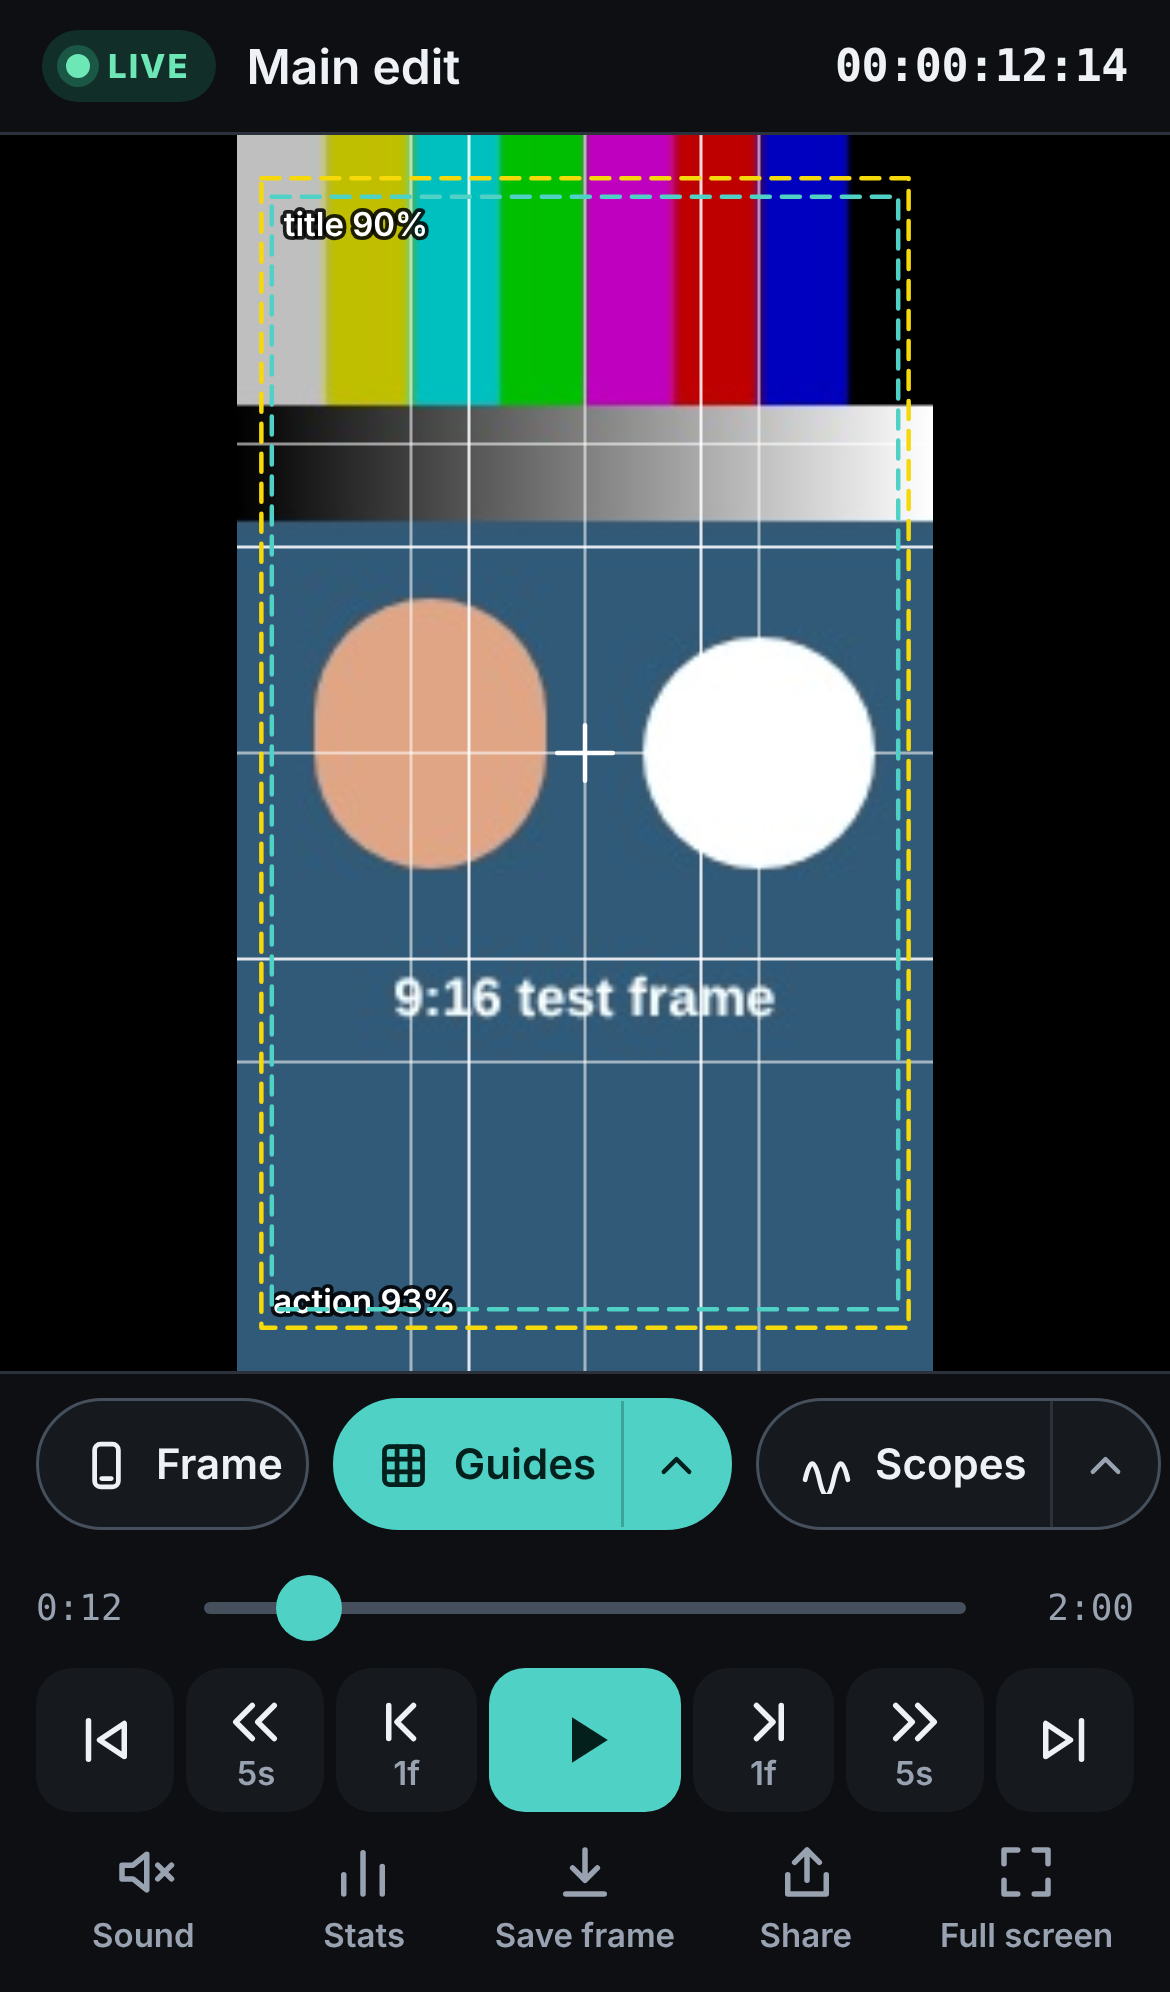 LIVE Main edit 00:00:12:14
title 90%
9:16 test frame
action 93%
Frame Guides Scopes
0:12 2:00
5s 1f 1f 5s
Sound Stats Save frame Share Full screen